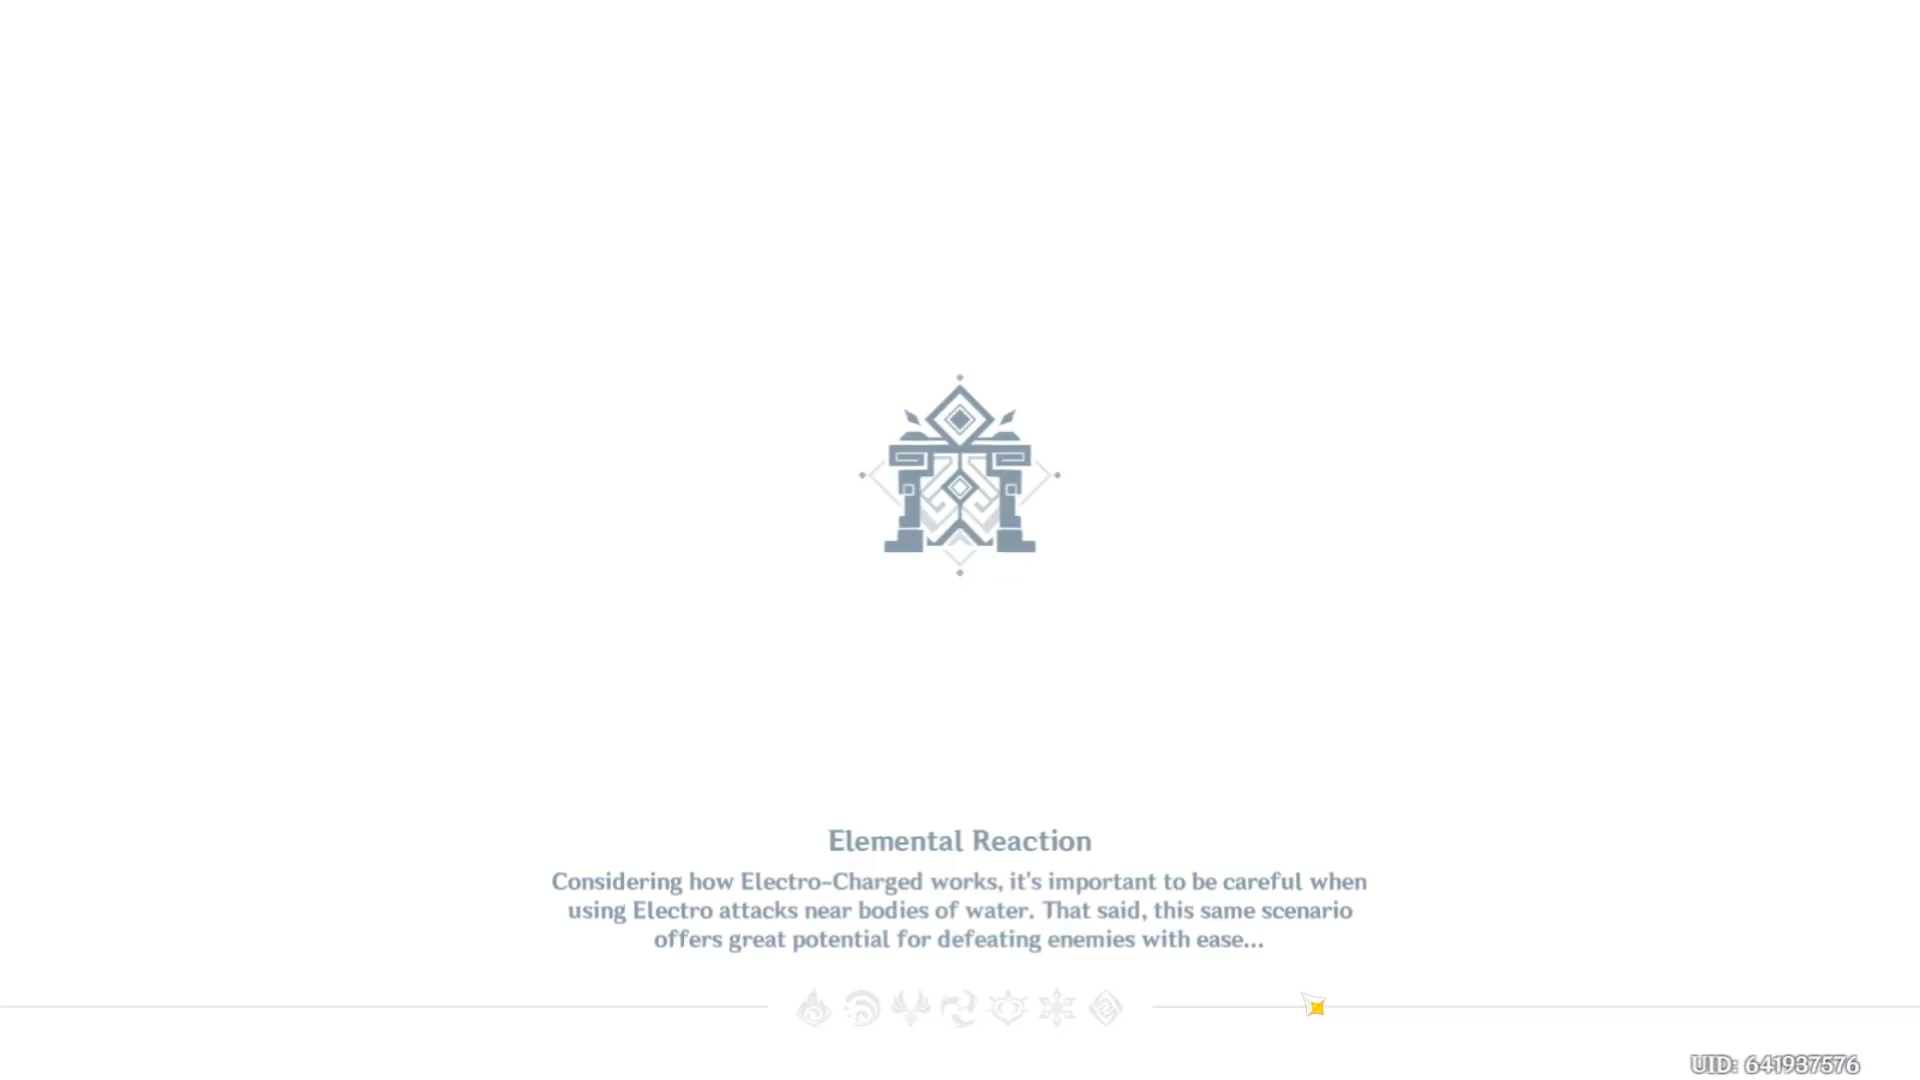 Elemental Reaction
Considering how Electro-Charged works, it's important to be careful when
using Electro attacks near bodies of water. That said, this same scenario
offers great potential for defeating enemies with ease...
UID: 641937576